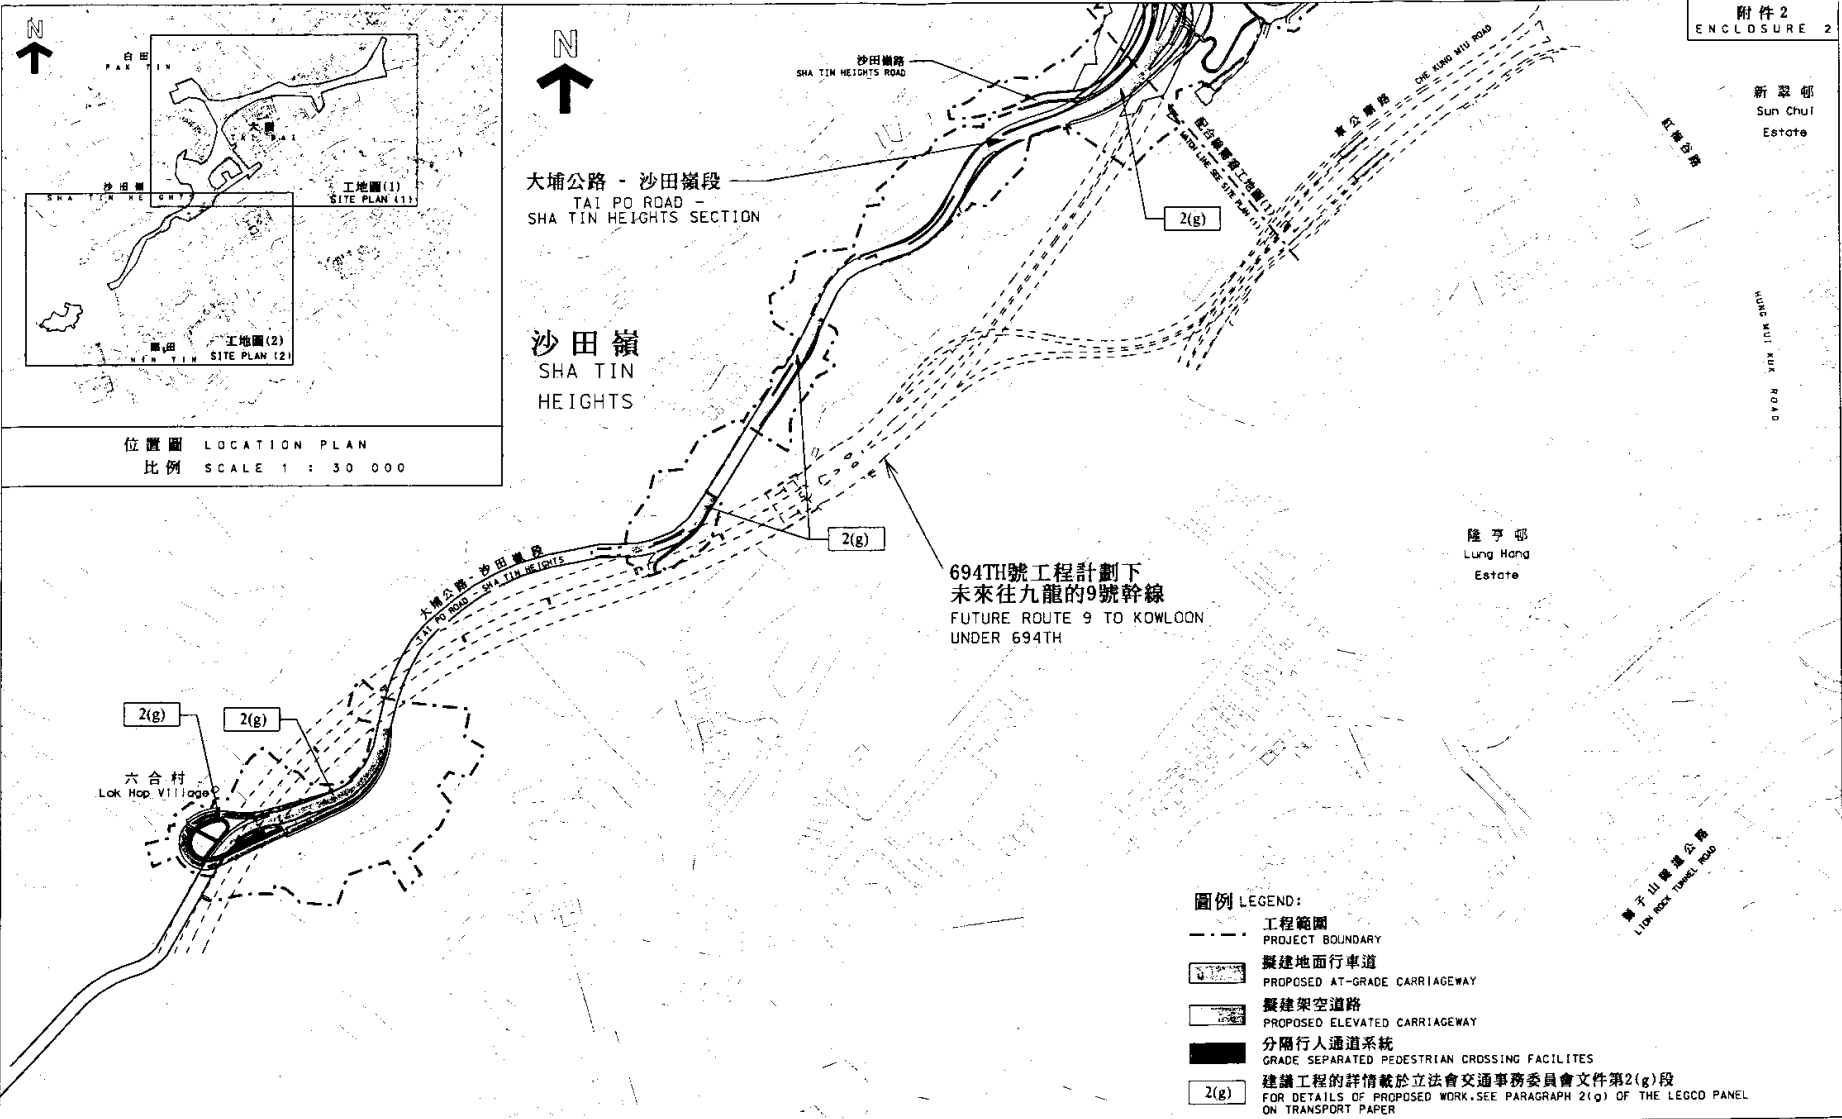 附件2
ENCLOSURE 2
N
白田
PAK TIN
大圍
TAI WAI
沙田嶺
SHA TIN HEIGHTS
工地圖(1)
SITE PLAN (1)
工地圖(2)
SITE PLAN (2)
位置圖 LOCATION PLAN
比例 SCALE 1 : 30 000
N
沙田嶺路
SHA TIN HEIGHTS ROAD
大埔公路 - 沙田嶺段
TAI PO ROAD -
SHA TIN HEIGHTS SECTION
2(g)
車公廟路
CHE KUNG MIU ROAD
新翠邨
Sun Chui
Estate
紅梅谷路
HUNG MUI KUK ROAD
沙田嶺
SHA TIN
HEIGHTS
2(g)
隆亨邨
Lung Hang
Estate
大埔公路 - 沙田嶺段
TAI PO ROAD - SHA TIN HEIGHTS
694TH號工程計劃下
未來往九龍的9號幹線
FUTURE ROUTE 9 TO KOWLOON
UNDER 694TH
2(g)
2(g)
六合村
Lok Hop Village
獅子山隧道公路
LION ROCK TUNNEL ROAD
圖例 LEGEND:
工程範圍
PROJECT BOUNDARY
擬建地面行車道
PROPOSED AT-GRADE CARRIAGEWAY
擬建架空道路
PROPOSED ELEVATED CARRIAGEWAY
分隔行人通道系統
GRADE SEPARATED PEDESTRIAN CROSSING FACILITES
2(g)
建議工程的詳情載於立法會交通事務委員會文件第2(g)段
FOR DETAILS OF PROPOSED WORK.SEE PARAGRAPH 2(g) OF THE LEGCO PANEL
ON TRANSPORT PAPER